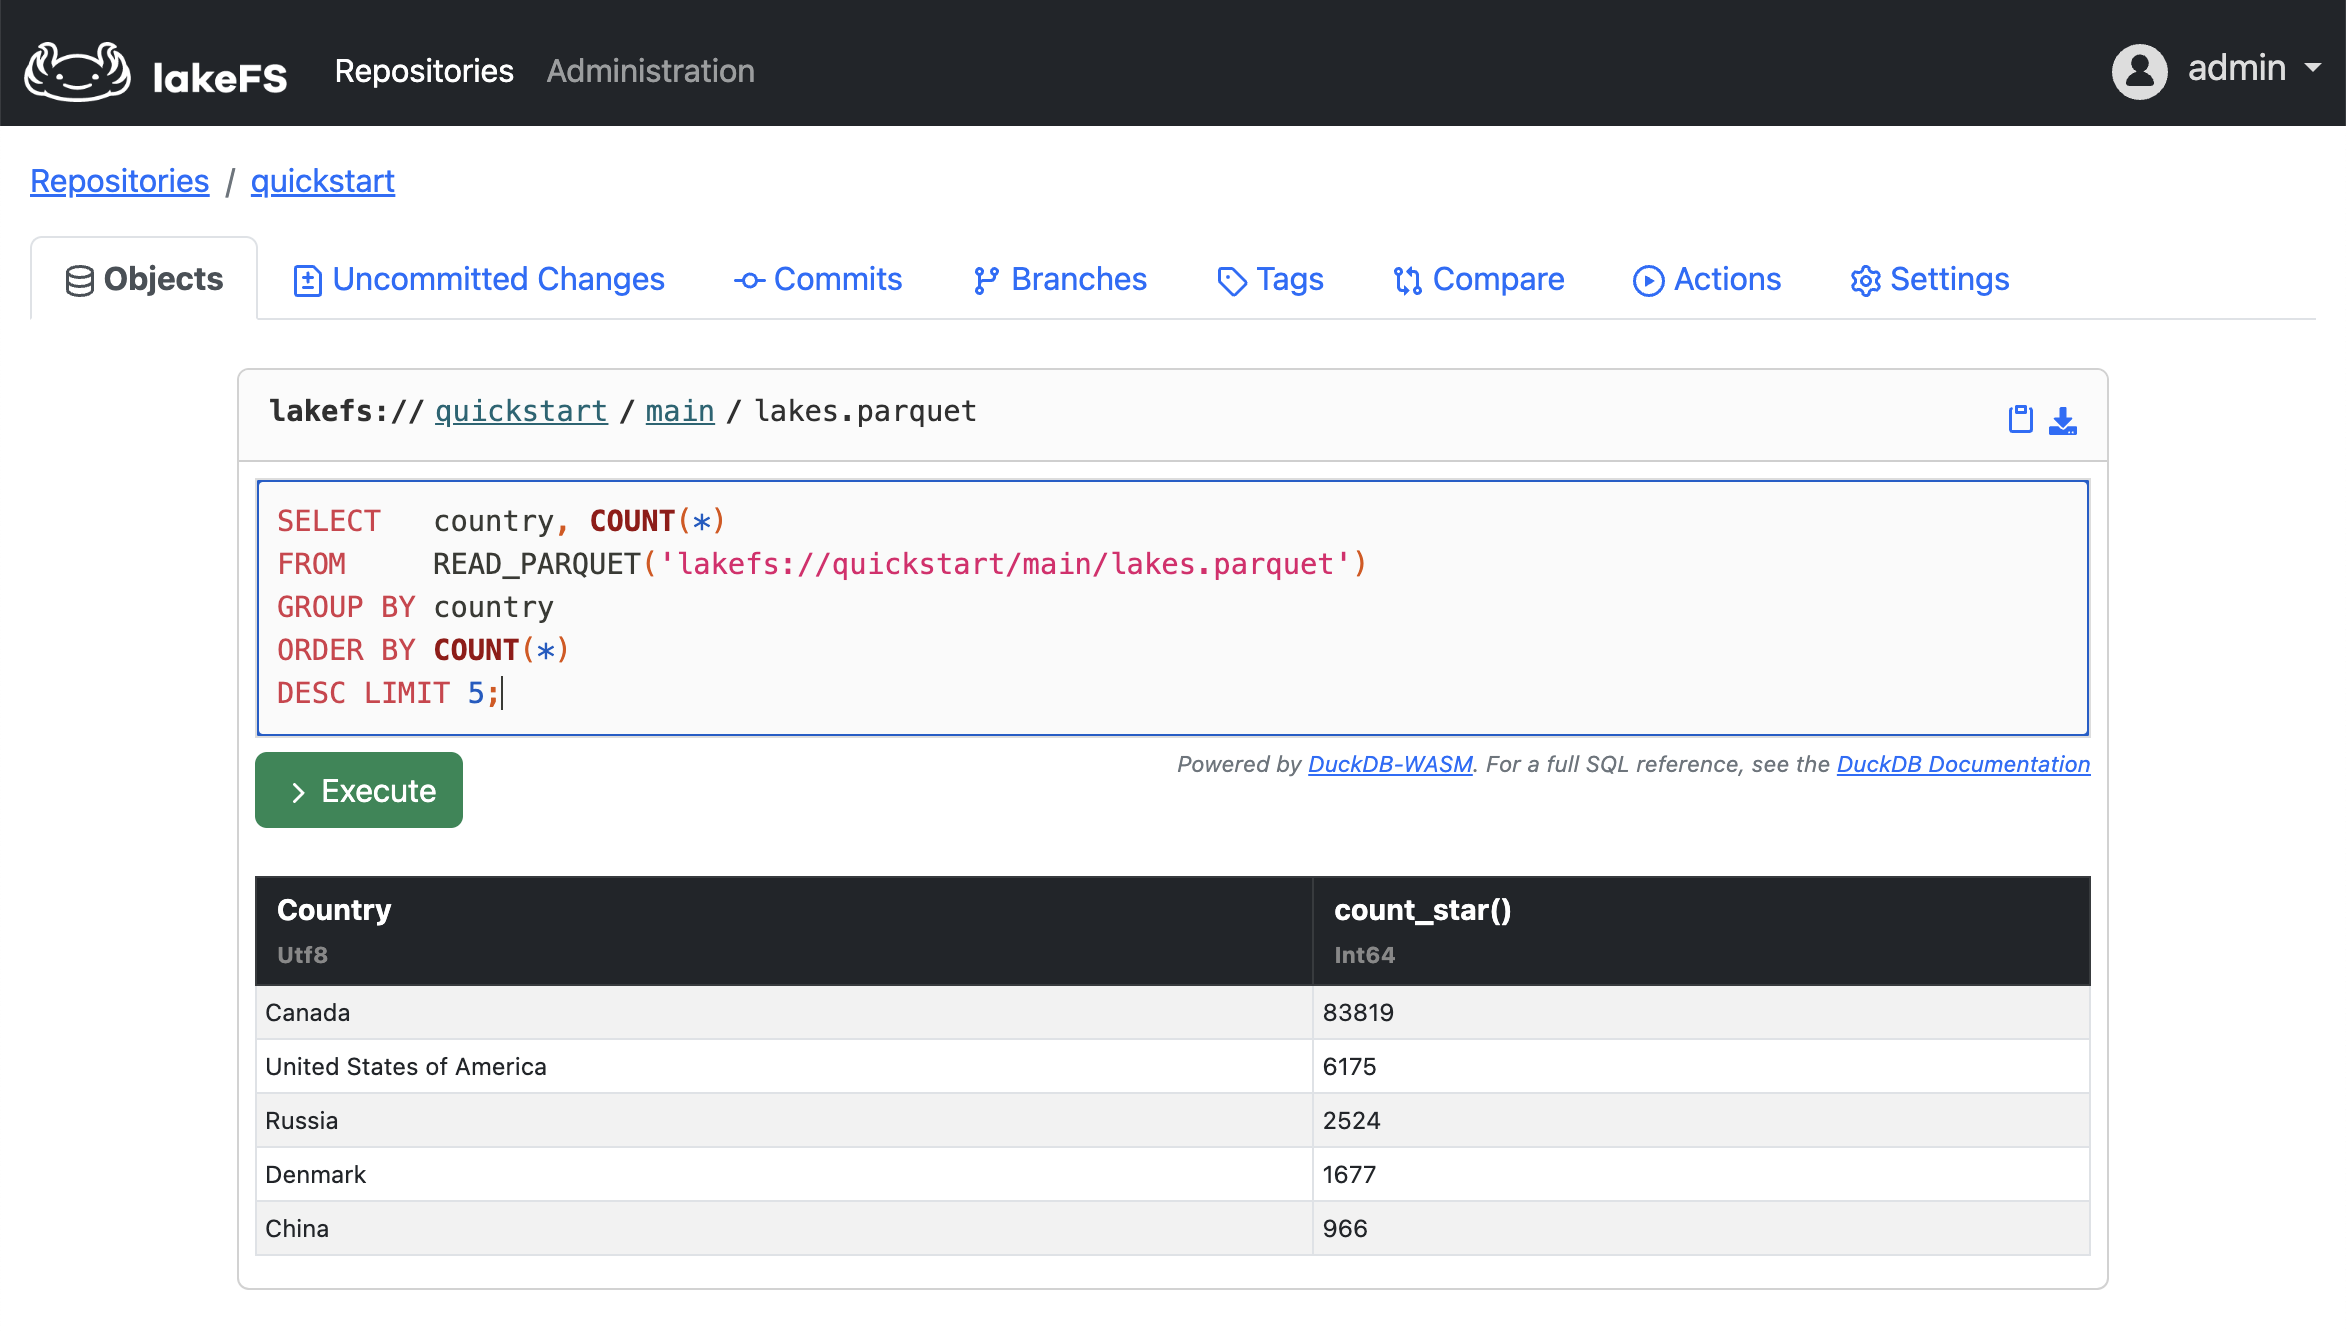 lakeFS Repositories Administration admin
Repositories / quickstart
Objects Uncommitted Changes Commits Branches Tags Compare Actions Settings
lakefs:// quickstart / main / lakes.parquet
SELECT   country, COUNT(*)
FROM     READ_PARQUET('lakefs://quickstart/main/lakes.parquet')
GROUP BY country
ORDER BY COUNT(*)
DESC LIMIT 5;
Powered by DuckDB-WASM. For a full SQL reference, see the DuckDB Documentation
Execute
Country count_star()
Utf8 Int64
Canada 83819
United States of America 6175
Russia 2524
Denmark 1677
China 966